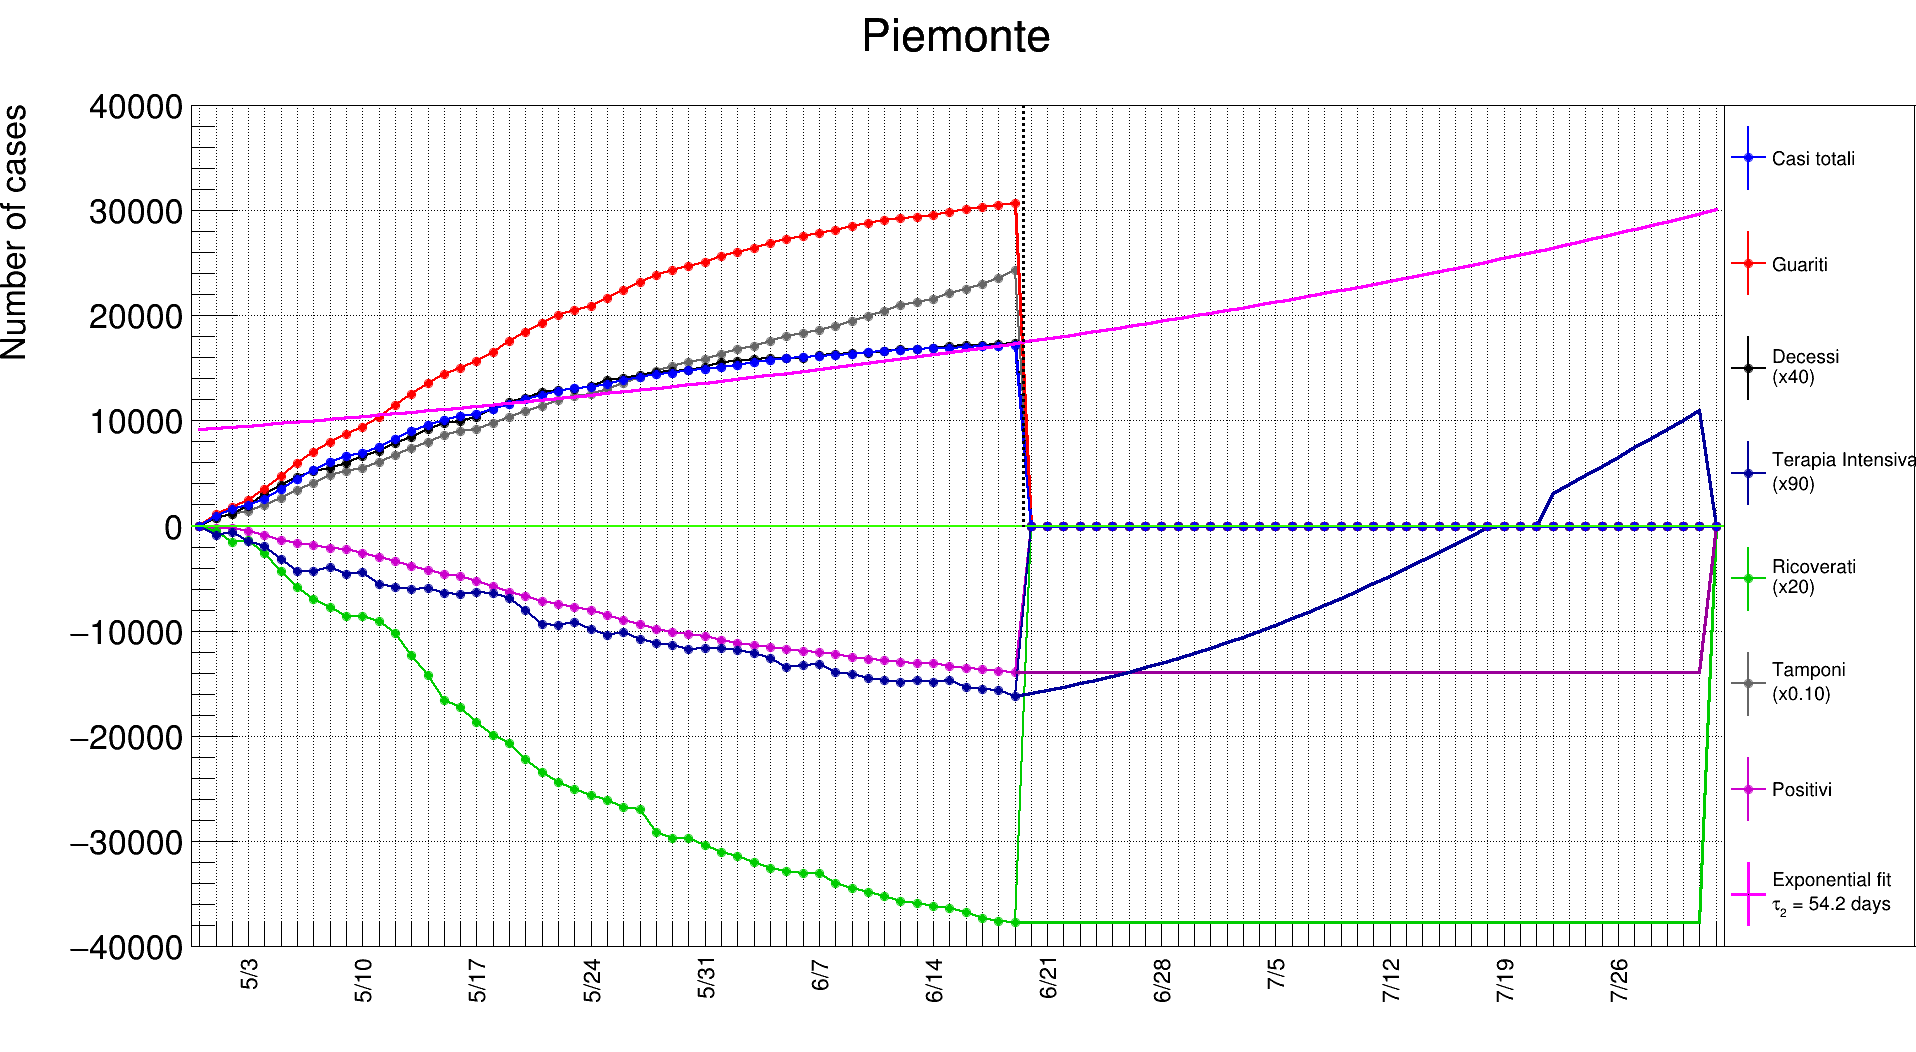 Piemonte
Number of cases
40000
30000
20000
10000
0
−10000
−20000
−30000
−40000
5/3
5/10
5/17
5/24
5/31
6/7
6/14
6/21
6/28
7/5
7/12
7/19
7/26
Casi totali
Guariti
Decessi
(x40)
Terapia Intensiva
(x90)
Ricoverati
(x20)
Tamponi
(x0.10)
Positivi
Exponential fit
τ2 = 54.2 days